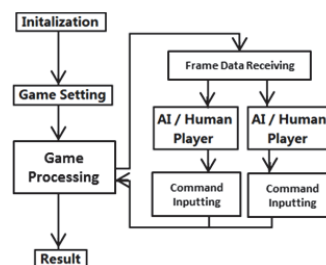 Initalization
Game Setting
Game
Processing
Result
Frame Data Receiving
AI / Human
Player
AI / Human
Player
Command
Inputting
Command
Inputting